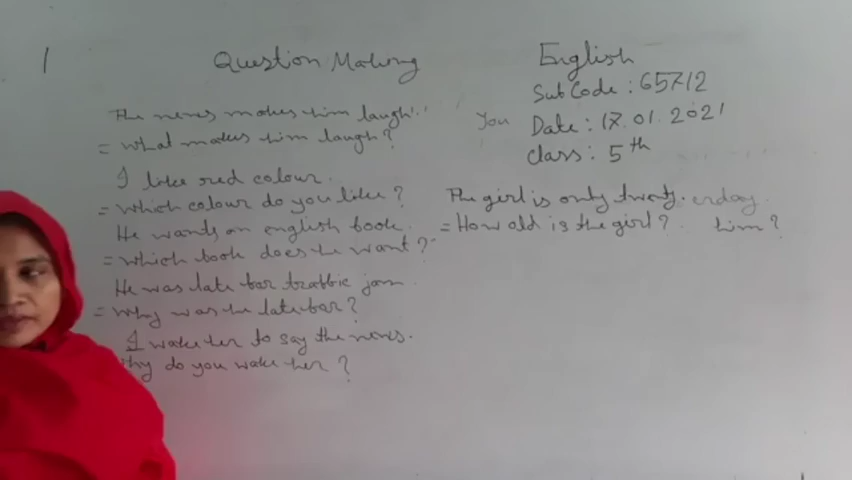 1
Question Making
English
Sub Code : 65712
Date : 17.01.2021
Class : 5th
You
The news makes him laugh.
= What makes him laugh?
I like red colour.
= Which colour do you like?
He wants an english book.
= Which book does he want?
He was late for traffic jam
= Why was he late for?
I wake her to say the news.
Why do you wake her?
The girl is only twenty. erday
= How old is the girl? him?